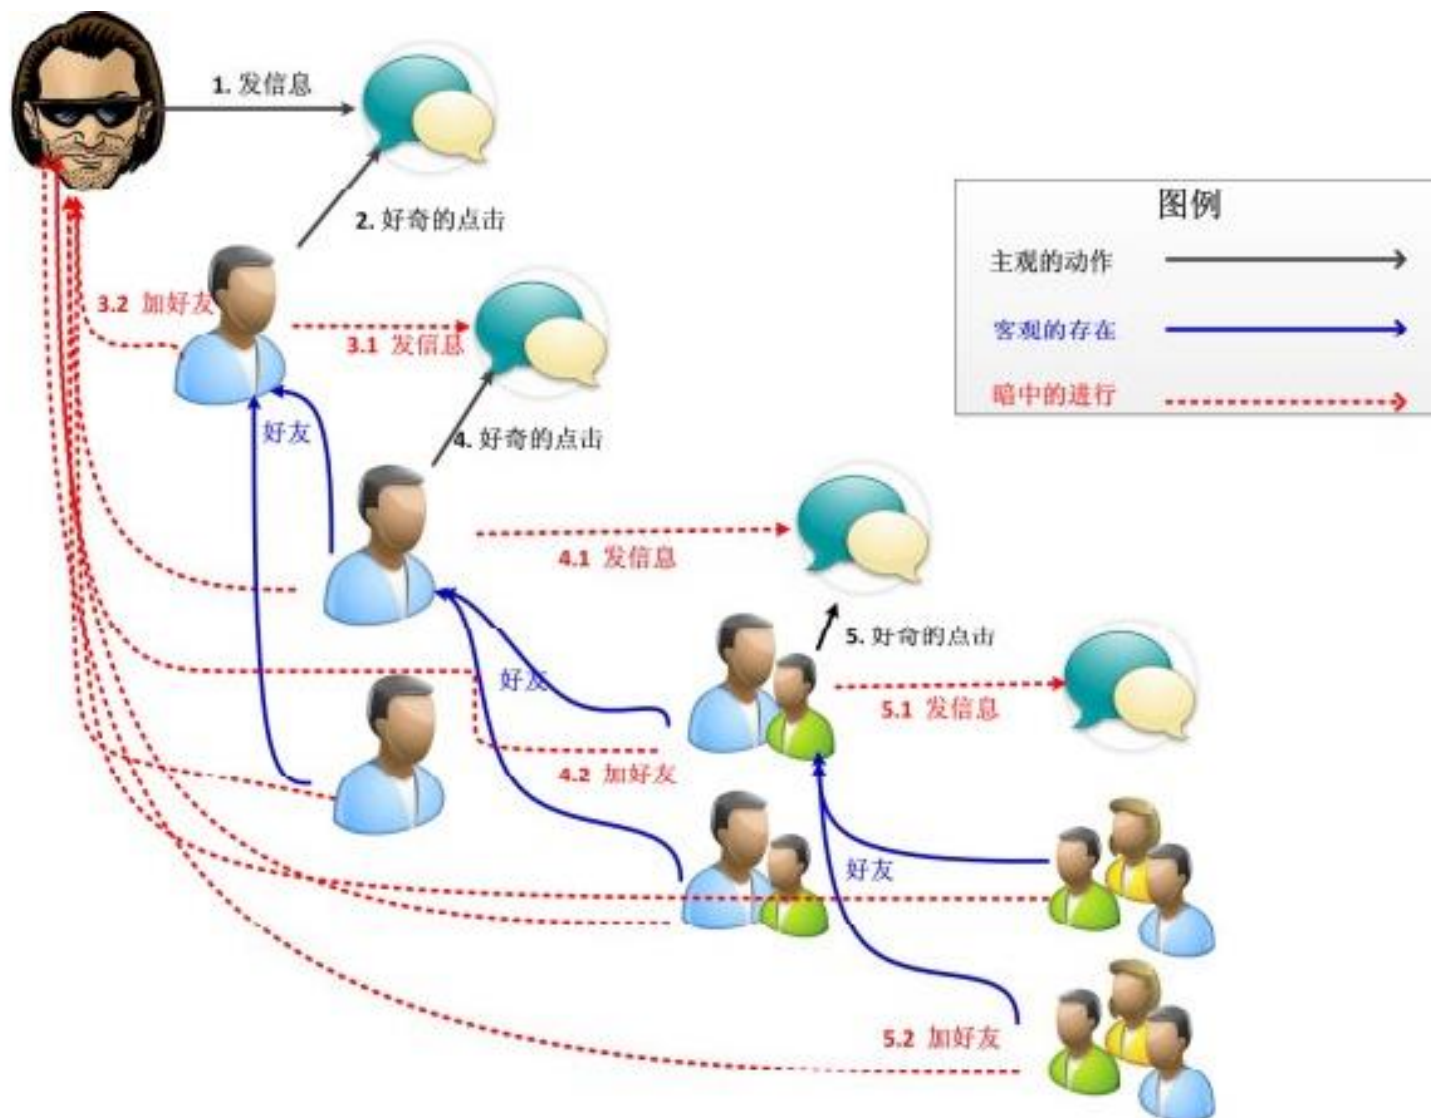 1. 发信息
2. 好奇的点击
图例
主观的动作
客观的存在
暗中的进行
3.2 加好友
3.1 发信息
好友
4. 好奇的点击
4.1 发信息
5. 好奇的点击
好友
5.1 发信息
4.2 加好友
好友
5.2 加好友